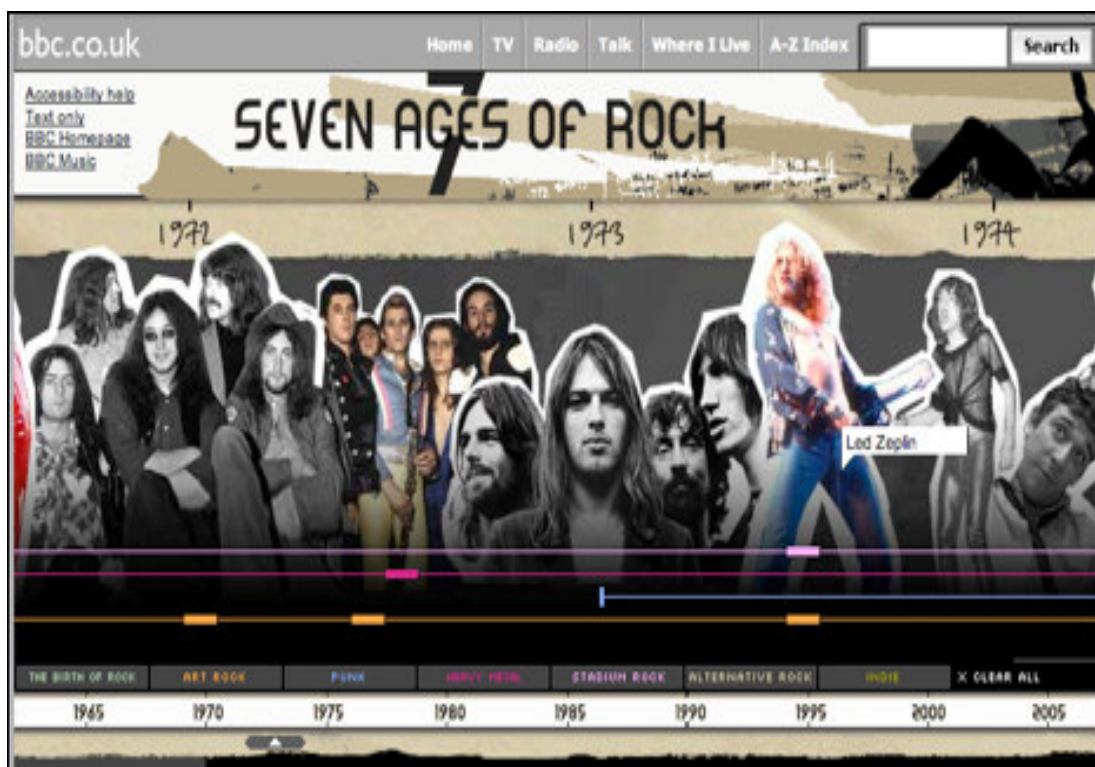 bbc.co.uk
Home TV Radio Talk Where I Live A-Z Index Search
Accessibility help
Text only
BBC Homepage
BBC Music
7
SEVEN AGES OF ROCK
1972 1973 1974
Led Zeplin
THE BIRTH OF ROCK ART ROCK PUNK HEAVY METAL STADIUM ROCK ALTERNATIVE ROCK INDIE X CLEAR ALL
1965 1970 1975 1980 1985 1990 1995 2000 2005